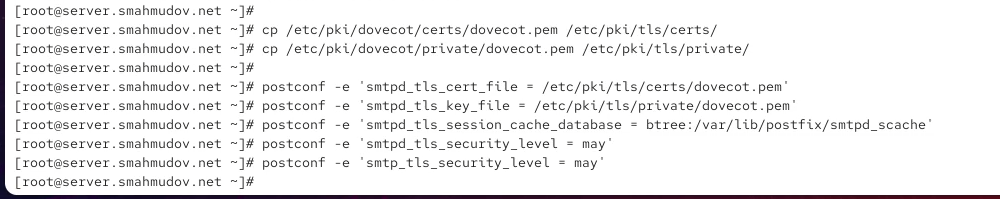 [root@server.smahmudov.net ~]#
[root@server.smahmudov.net ~]# cp /etc/pki/dovecot/certs/dovecot.pem /etc/pki/tls/certs/
[root@server.smahmudov.net ~]# cp /etc/pki/dovecot/private/dovecot.pem /etc/pki/tls/private/
[root@server.smahmudov.net ~]#
[root@server.smahmudov.net ~]# postconf -e 'smtpd_tls_cert_file = /etc/pki/tls/certs/dovecot.pem'
[root@server.smahmudov.net ~]# postconf -e 'smtpd_tls_key_file = /etc/pki/tls/private/dovecot.pem'
[root@server.smahmudov.net ~]# postconf -e 'smtpd_tls_session_cache_database = btree:/var/lib/postfix/smtpd_scache'
[root@server.smahmudov.net ~]# postconf -e 'smtpd_tls_security_level = may'
[root@server.smahmudov.net ~]# postconf -e 'smtp_tls_security_level = may'
[root@server.smahmudov.net ~]#